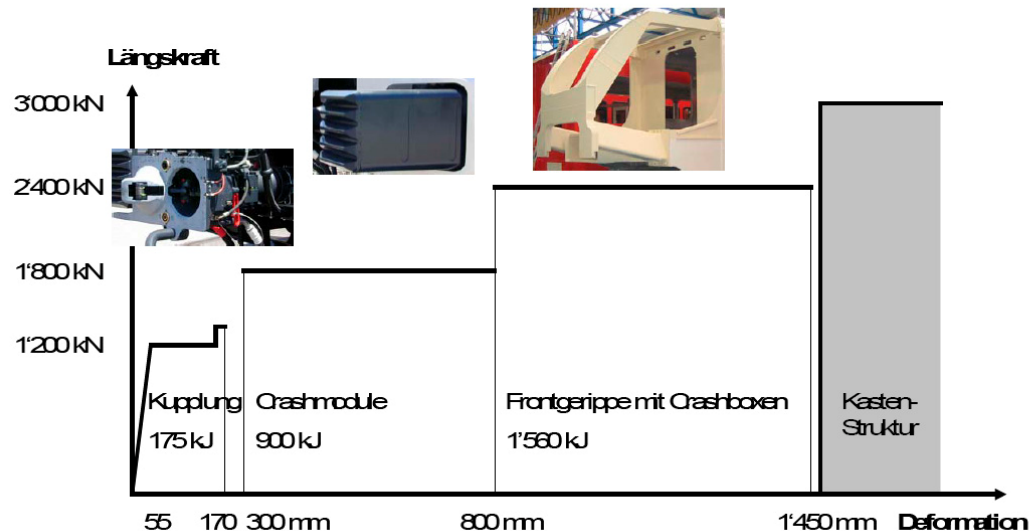 Längskraft
3'000 kN
2'400 kN
1'800 kN
1'200 kN
Kupplung
175 kJ
Crashmodule
900 kJ
Frontgerippe mit Crashboxen
1'560 kJ
Kasten-
Struktur
55 170 300 mm 800 mm 1'450 mm Deformation